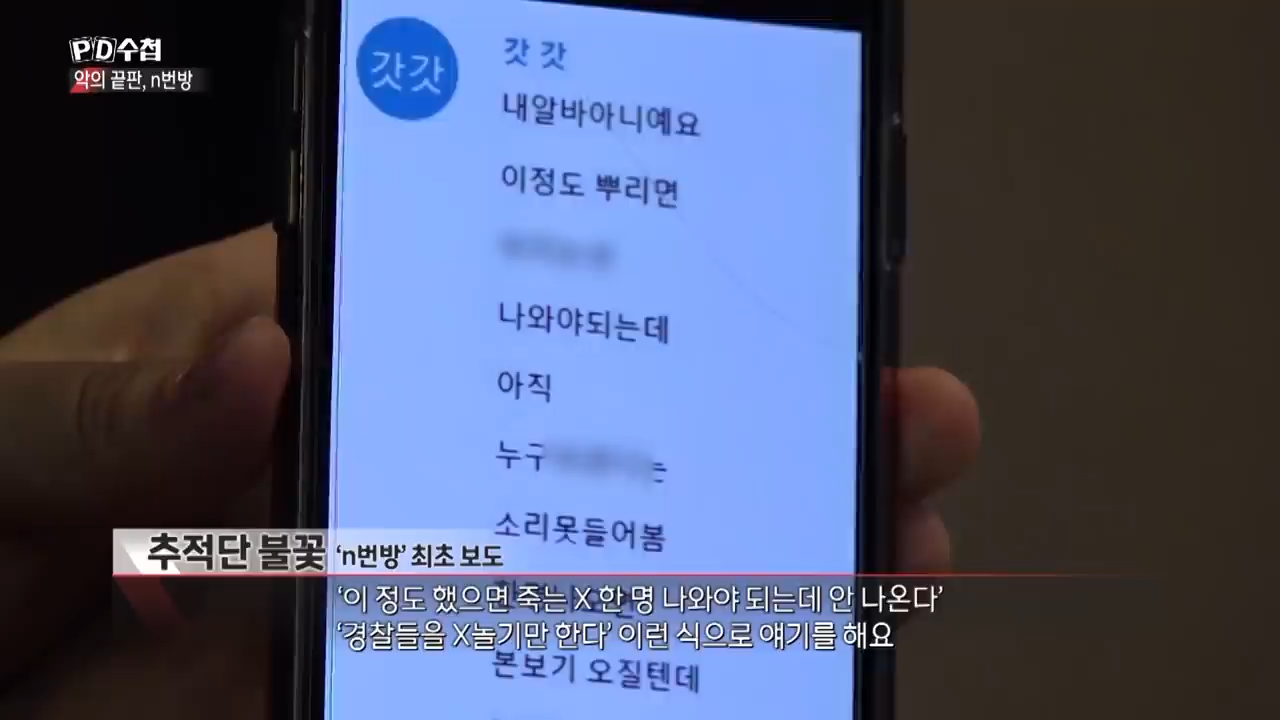 PD수첩
악의 끝판, n번방
갓갓
갓 갓
내알바아니예요
이정도 뿌리면
나와야되는데
아직
누구 는
소리못들어봄
추적단 불꽃 'n번방' 최초 보도
'이 정도 했으면 죽는 X 한 명 나와야 되는데 안 나온다'
'경찰들을 X놀기만 한다' 이런 식으로 얘기를 해요
본보기 오질텐데